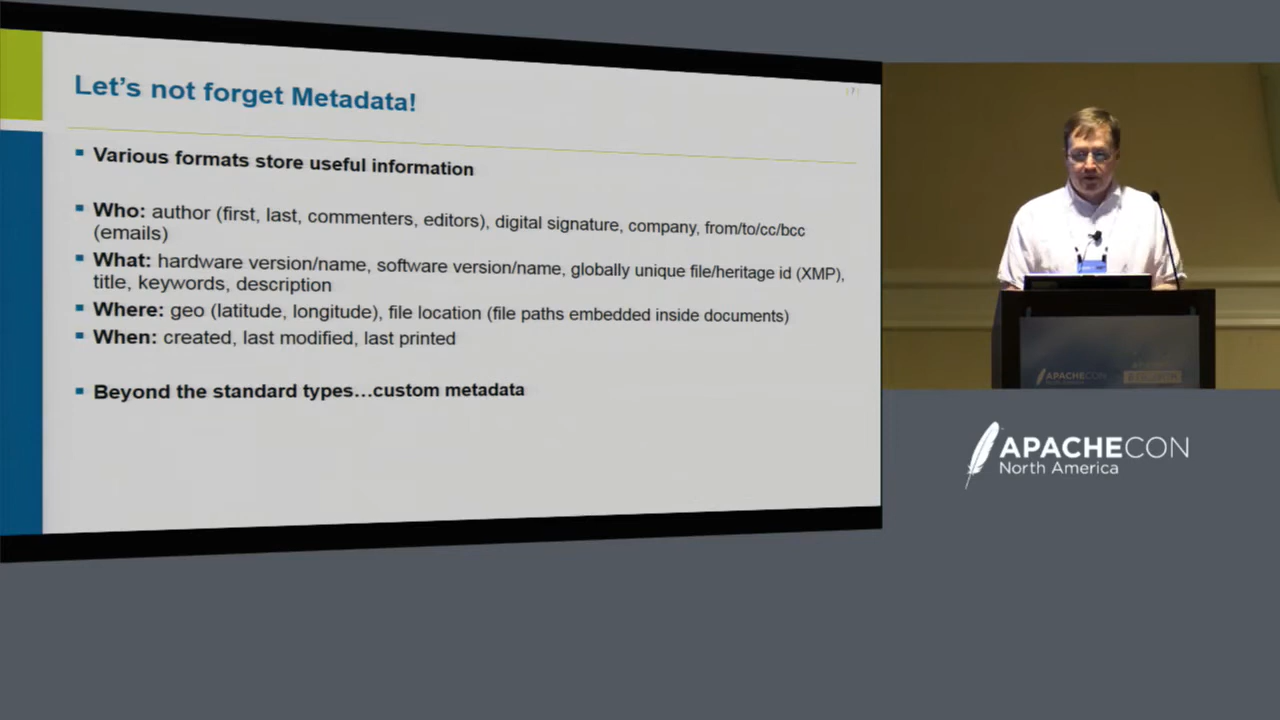 Let's not forget Metadata!
Various formats store useful information
Who: author (first, last, commenters, editors), digital signature, company, from/to/cc/bcc
(emails)
What: hardware version/name, software version/name, globally unique file/heritage id (XMP),
title, keywords, description
Where: geo (latitude, longitude), file location (file paths embedded inside documents)
When: created, last modified, last printed
Beyond the standard types…custom metadata
APACHECON
APACHECON
North America